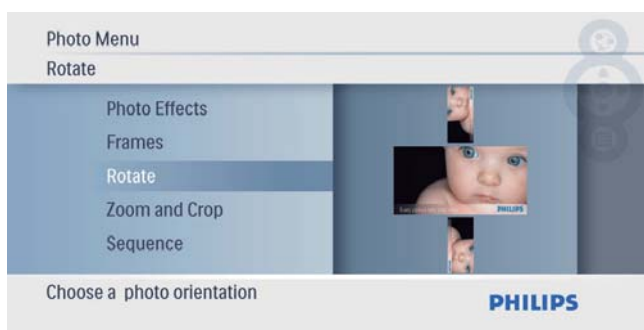 Photo Menu
Rotate
Photo Effects
Frames
Rotate
Zoom and Crop
Sequence
PHILIPS
Choose a photo orientation
PHILIPS